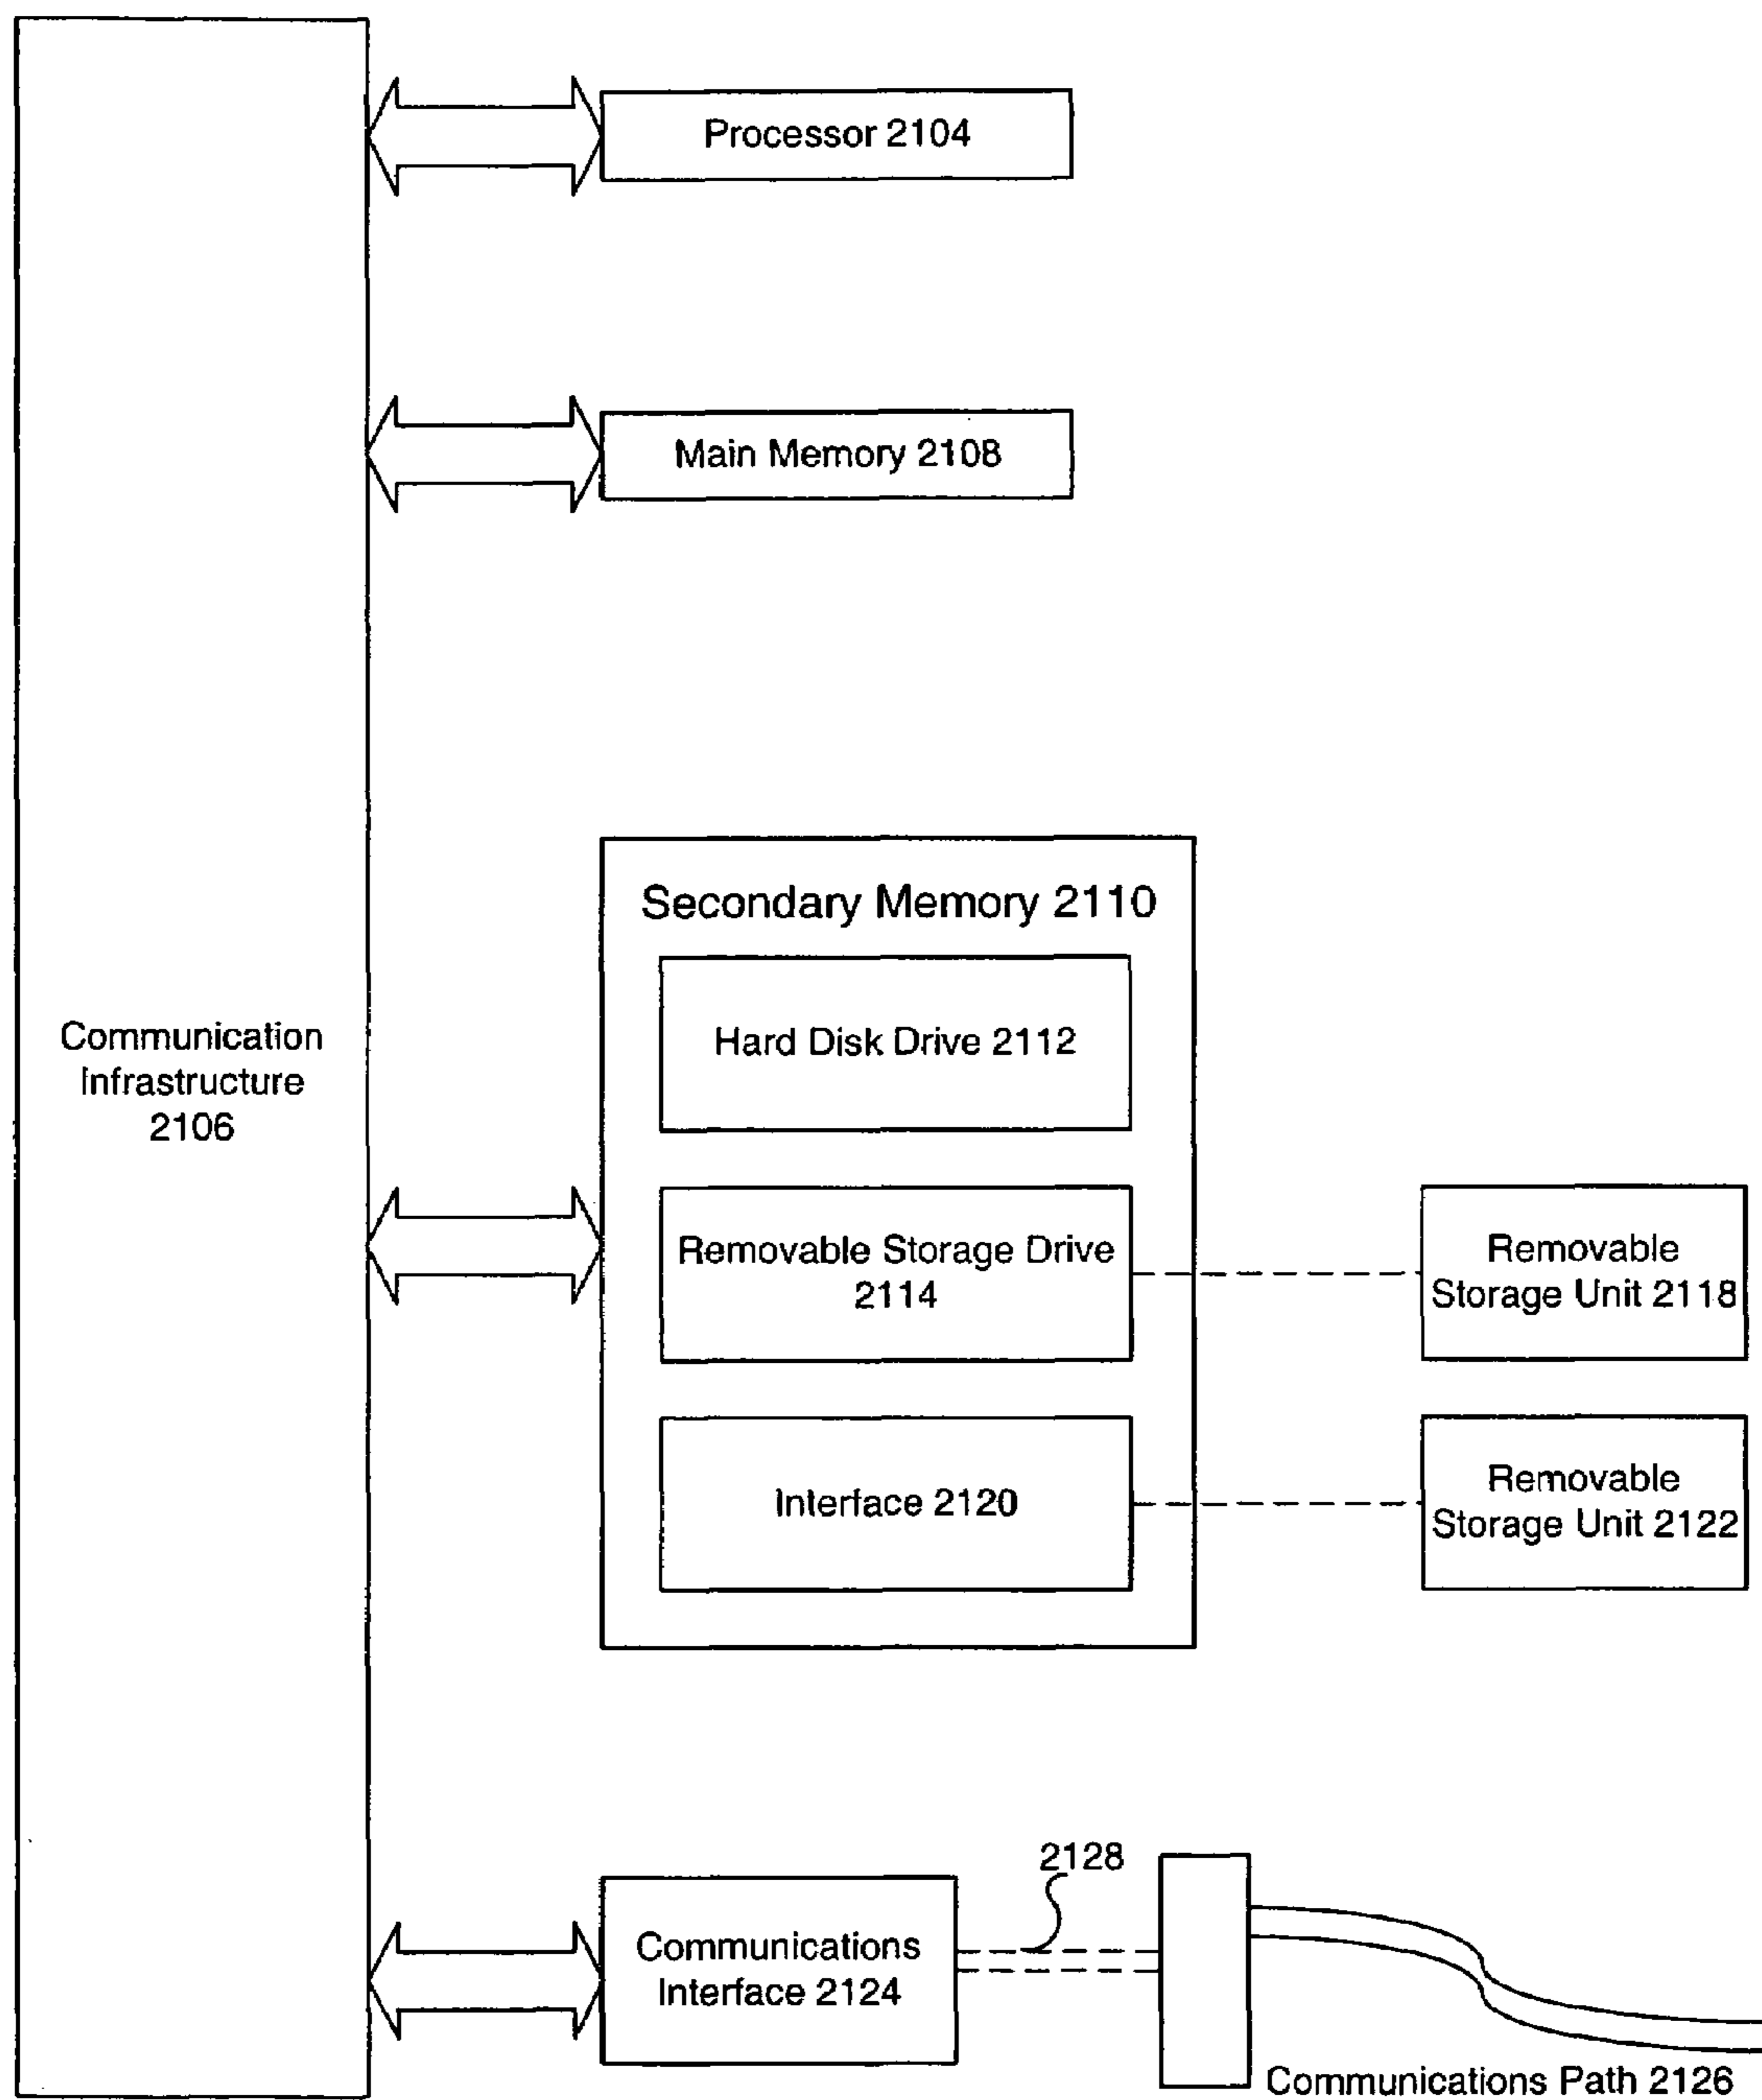 Processor 2104
Main Memory 2108
Communication
Infrastructure
2106
Secondary Memory 2110
Hard Disk Drive 2112
Removable Storage Drive
2114
Removable
Storage Unit 2118
Interface 2120
Removable
Storage Unit 2122
2128
Communications
Interface 2124
Communications Path 2126